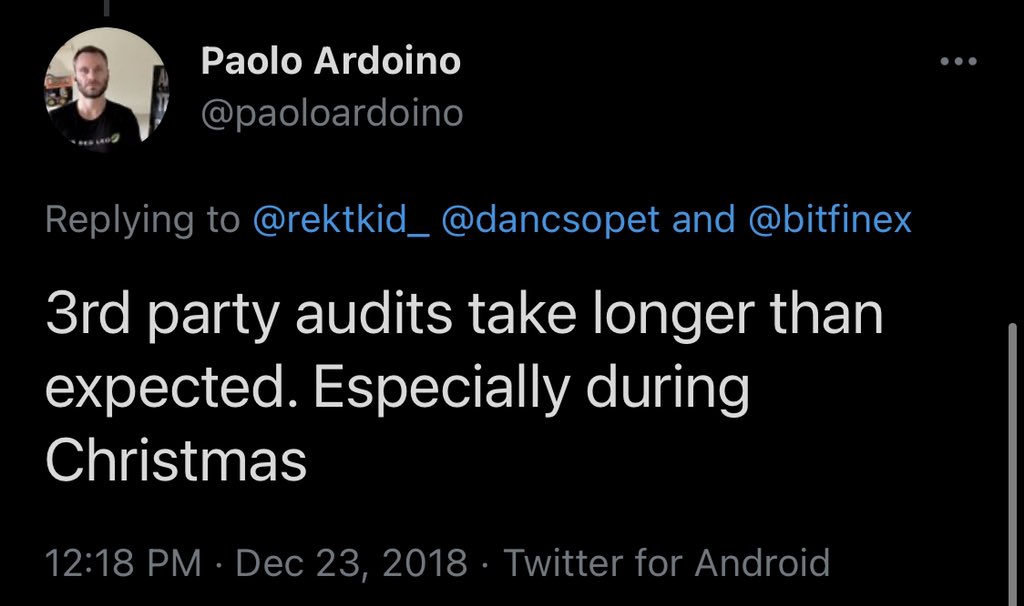 Paolo Ardoino
@paoloardoino
Replying to @rektkid_ @dancsopet and @bitfinex
3rd party audits take longer than
expected. Especially during
Christmas
12:18 PM · Dec 23, 2018 · Twitter for Android